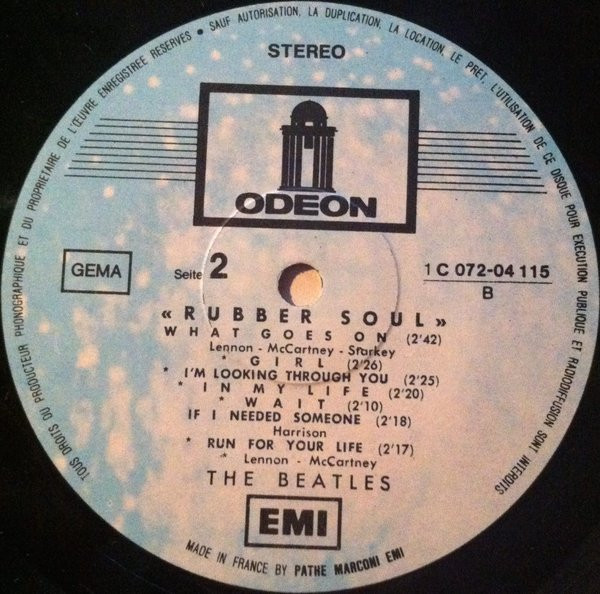 TOUS DROITS DU PRODUCTEUR PHONOGRAPHIQUE ET DU PROPRIETAIRE DE L'ŒUVRE ENREGISTREE RESERVES • SAUF AUTORISATION, LA DUPLICATION, LA LOCATION, LE PRET, L'UTILISATION DE CE DISQUE POUR EXECUTION PUBLIQUE ET RADIODIFFUSION SONT INTERDITS
STEREO
ODEON
GEMA
Seite 2
1 C 072-04 115
B
« RUBBER SOUL »
WHAT GOES ON (2'42)
Lennon - McCartney - Starkey
* GIRL (2'26)
* I'M LOOKING THROUGH YOU (2'25)
* IN MY LIFE (2'20)
* WAIT (2'10)
IF I NEEDED SOMEONE (2'18)
Harrison
* RUN FOR YOUR LIFE (2'17)
* Lennon - McCartney
THE BEATLES
EMI
MADE IN FRANCE BY PATHE MARCONI EMI